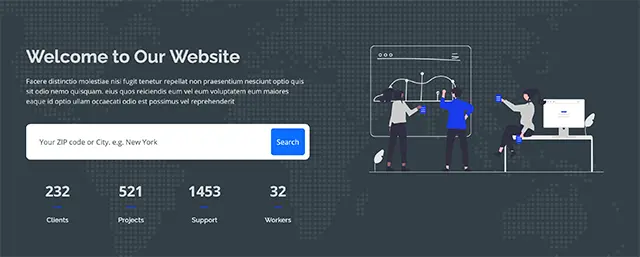 Welcome to Our Website
Facere distinctio molestiae nisi fugit tenetur repellat non praesentium nesciunt optio quis
sit odio nemo quisquam. eius quos reiciendis eum vel eum voluptatem eum maiores
eaque id optio ullam occaecati odio est possimus vel reprehenderit
Your ZIP code or City. e.g. New York
Search
232
521
1453
32
Clients
Projects
Support
Workers